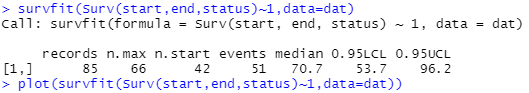 > survfit(Surv(start,end,status)~1,data=dat)
Call: survfit(formula = Surv(start, end, status) ~ 1, data = dat)
records n.max n.start events median 0.95LCL 0.95UCL
[1,] 85 66 42 51 70.7 53.7 96.2
> plot(survfit(Surv(start,end,status)~1,data=dat))